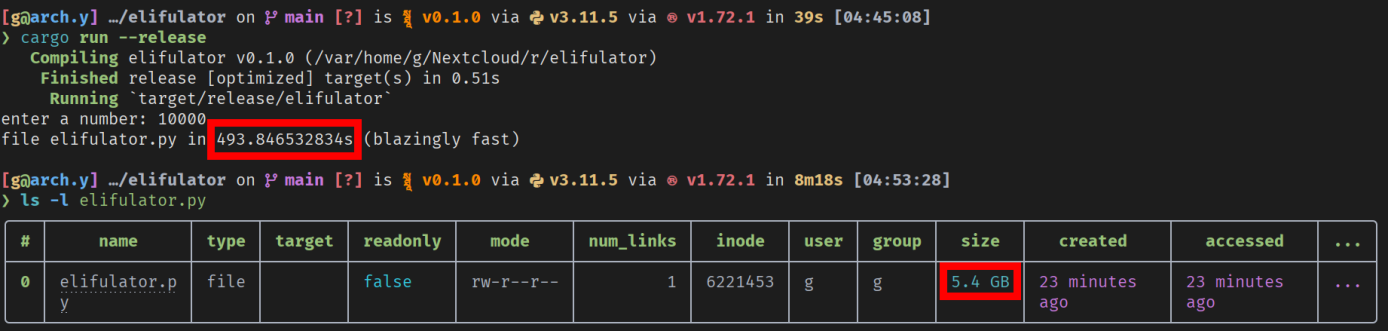 [g@arch.y] …/elifulator on main [?] is v0.1.0 via v3.11.5 via v1.72.1 in 39s [04:45:08]
❯ cargo run --release
Compiling elifulator v0.1.0 (/var/home/g/Nextcloud/r/elifulator)
Finished release [optimized] target(s) in 0.51s
Running `target/release/elifulator`
enter a number: 10000
file elifulator.py in 493.846532834s (blazingly fast)
[g@arch.y] …/elifulator on main [?] is v0.1.0 via v3.11.5 via v1.72.1 in 8m18s [04:53:28]
❯ ls -l elifulator.py
# name type target readonly mode num_links inode user group size created accessed ...
0 elifulator.p file false rw-r--r-- 1 6221453 g g 5.4 GB 23 minutes 23 minutes ...
y ago ago